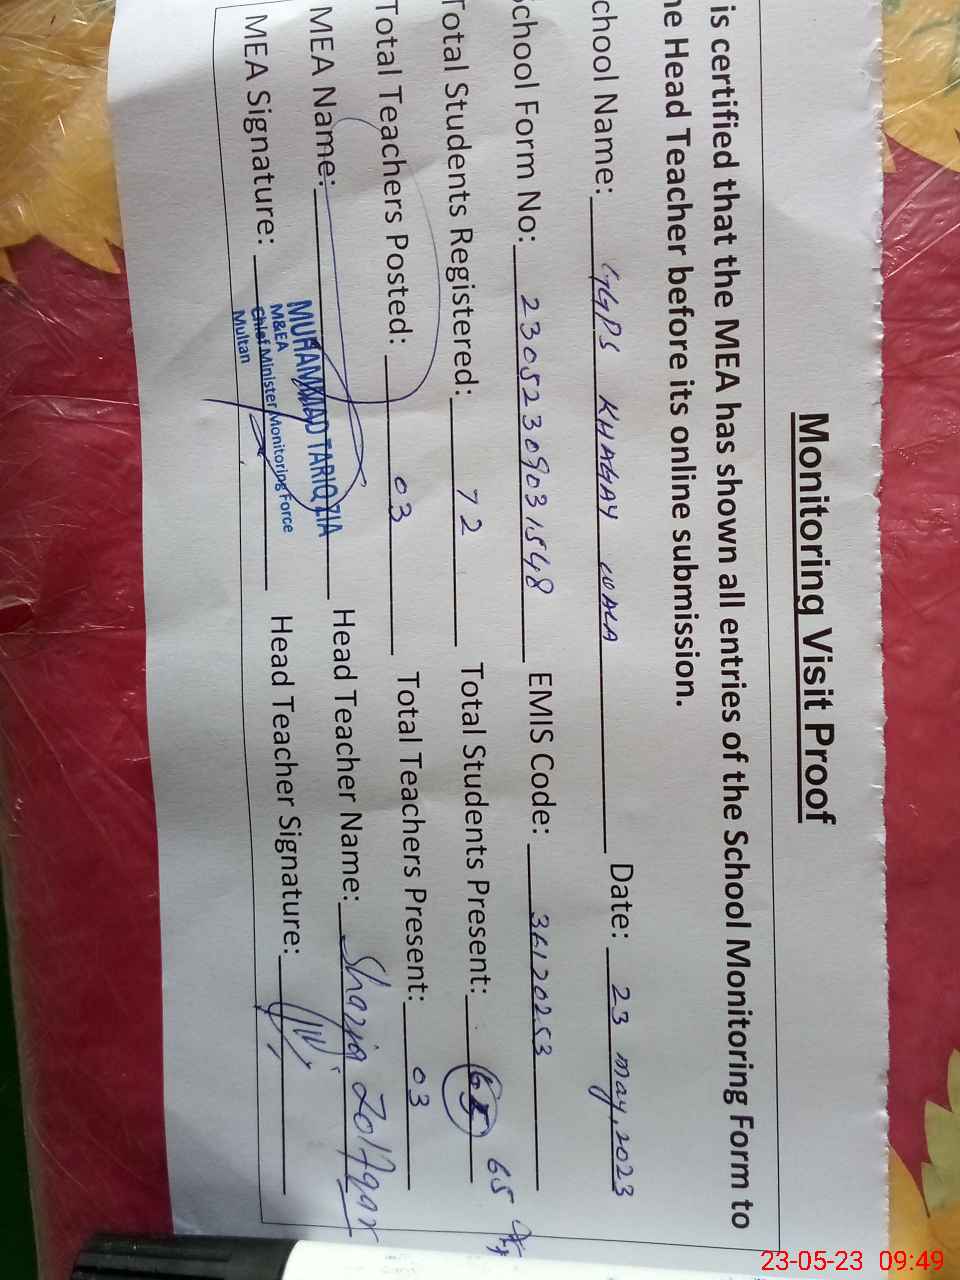 Monitoring Visit Proof
is certified that the MEA has shown all entries of the School Monitoring Form to
he Head Teacher before its online submission.
chool Name: GGPS KHAGAY WALA Date: 23 May, 2023
School Form No: 230523090931548 EMIS Code: 36120253
Total Students Registered: 72 Total Students Present: 65
Total Teachers Posted: 03 Total Teachers Present: 03
MEA Name: MUHAMMAD TARIQ ZIA Head Teacher Name: Shazia Zolfqar
M&EA
MEA Signature: Chief Minister Monitoring Force Head Teacher Signature:
Multan
23-05-23 09:49